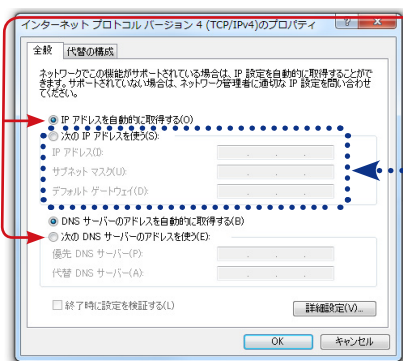 インターネット プロトコル バージョン 4 (TCP/IPv4)のプロパティ
全般 代替の構成
ネットワークでこの機能がサポートされている場合は、IP 設定を自動的に取得することがで
きます。サポートされていない場合は、ネットワーク管理者に適切な IP 設定を問い合わせ
てください。
IP アドレスを自動的に取得する(O)
次の IP アドレスを使う(S):
IP アドレス(I):
サブネット マスク(U):
デフォルト ゲートウェイ(D):
DNS サーバーのアドレスを自動的に取得する(B)
次の DNS サーバーのアドレスを使う(E):
優先 DNS サーバー(P):
代替 DNS サーバー(A):
終了時に設定を検証する(L)
詳細設定(V)...
OK キャンセル